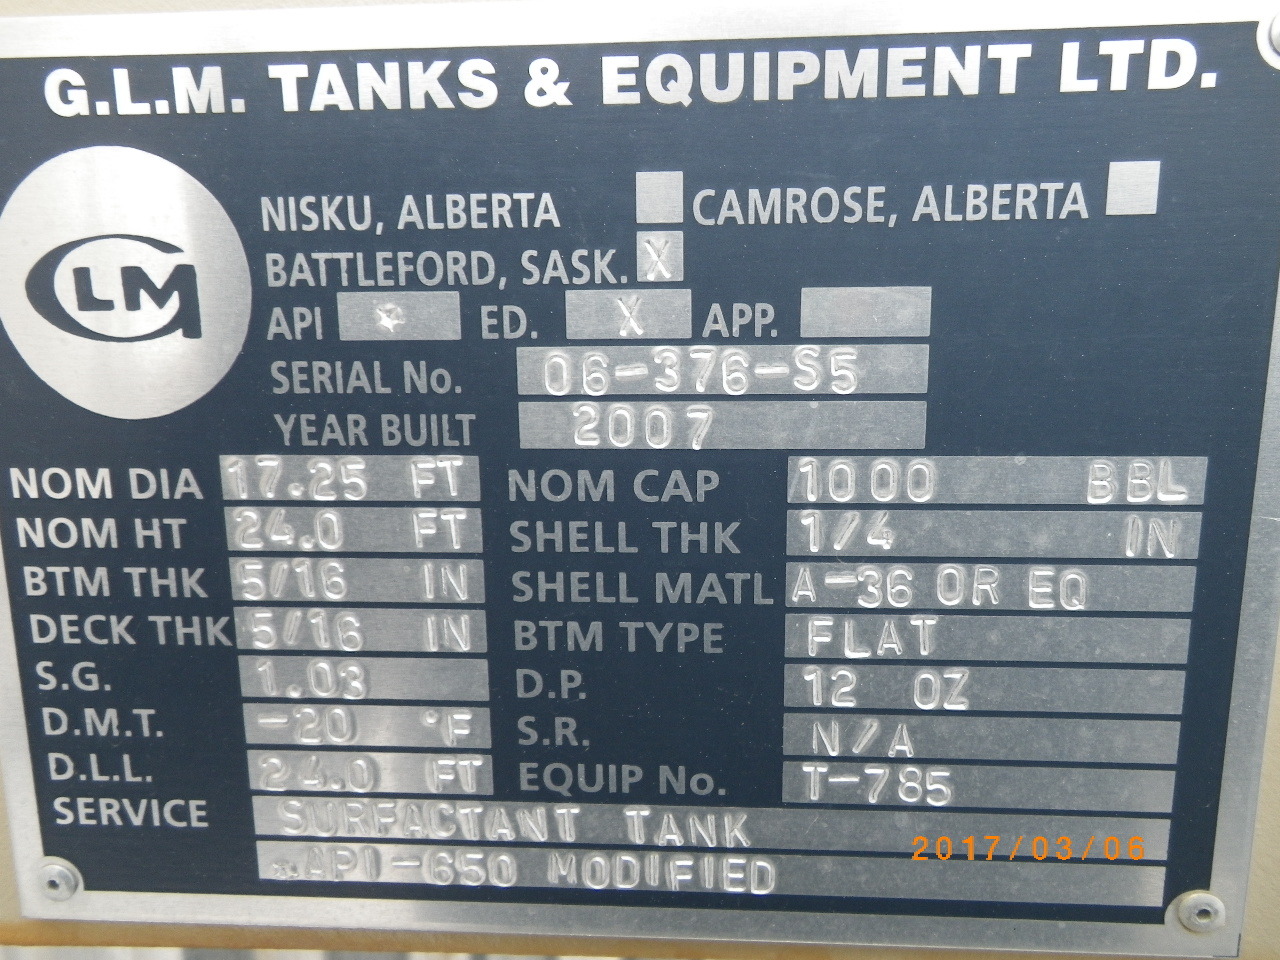 G.L.M. TANKS & EQUIPMENT LTD.
GLM
NISKU, ALBERTA CAMROSE, ALBERTA
BATTLEFORD, SASK. X
API * ED. X APP.
SERIAL No. 06-376-S5
YEAR BUILT 2007
NOM DIA 17.25 FT NOM CAP 1000 BBL
NOM HT 24.0 FT SHELL THK 1/4 IN
BTM THK 5/16 IN SHELL MATL A-36 OR EQ
DECK THK 5/16 IN BTM TYPE FLAT
S.G. 1.03 D.P. 12 OZ
D.M.T. -20 °F S.R. N/A
D.L.L. 24.0 FT EQUIP No. T-785
SERVICE SURFACTANT TANK
*API-650 MODIFIED
2017/03/06